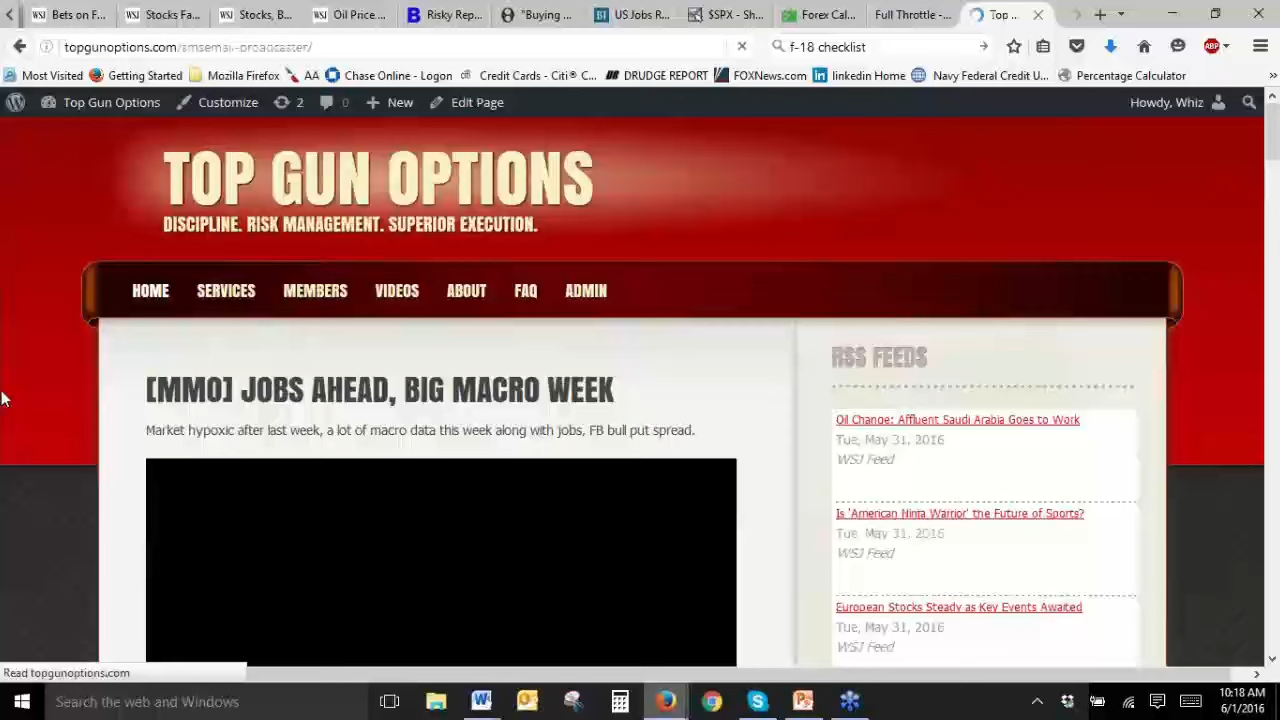 Bets on F...
WSJ Financial...
WSJ Stocks, B...
WSJ Oil Price...
Risky Rep...
"Buying ...
US Jobs R...
$SPX - Sh...
Forex Cal...
Full Throttle -...
Top ...
topgunoptions.com/smsemail-broadcaster/
f-18 checklist
Most Visited Getting Started Mozilla Firefox AA Chase Online - Logon Credit Cards - Citi® C... DRUDGE REPORT FOXNews.com linkedin Home Navy Federal Credit U... Percentage Calculator
Top Gun Options Customize 2 0 New Edit Page Howdy, Whiz
TOP GUN OPTIONS
DISCIPLINE. RISK MANAGEMENT. SUPERIOR EXECUTION.
HOME SERVICES MEMBERS VIDEOS ABOUT FAQ ADMIN
[MMO] JOBS AHEAD, BIG MACRO WEEK
Market hypoxic after last week, a lot of macro data this week along with jobs, FB bull put spread.
RSS FEEDS
Oil Change: Affluent Saudi Arabia Goes to Work
Tue, May 31, 2016
WSJ Feed
Is 'American Ninja Warrior' the Future of Sports?
Tue, May 31, 2016
WSJ Feed
European Stocks Steady as Key Events Awaited
Tue, May 31, 2016
WSJ Feed
Read topgunoptions.com
Search the web and Windows
10:18 AM
6/1/2016